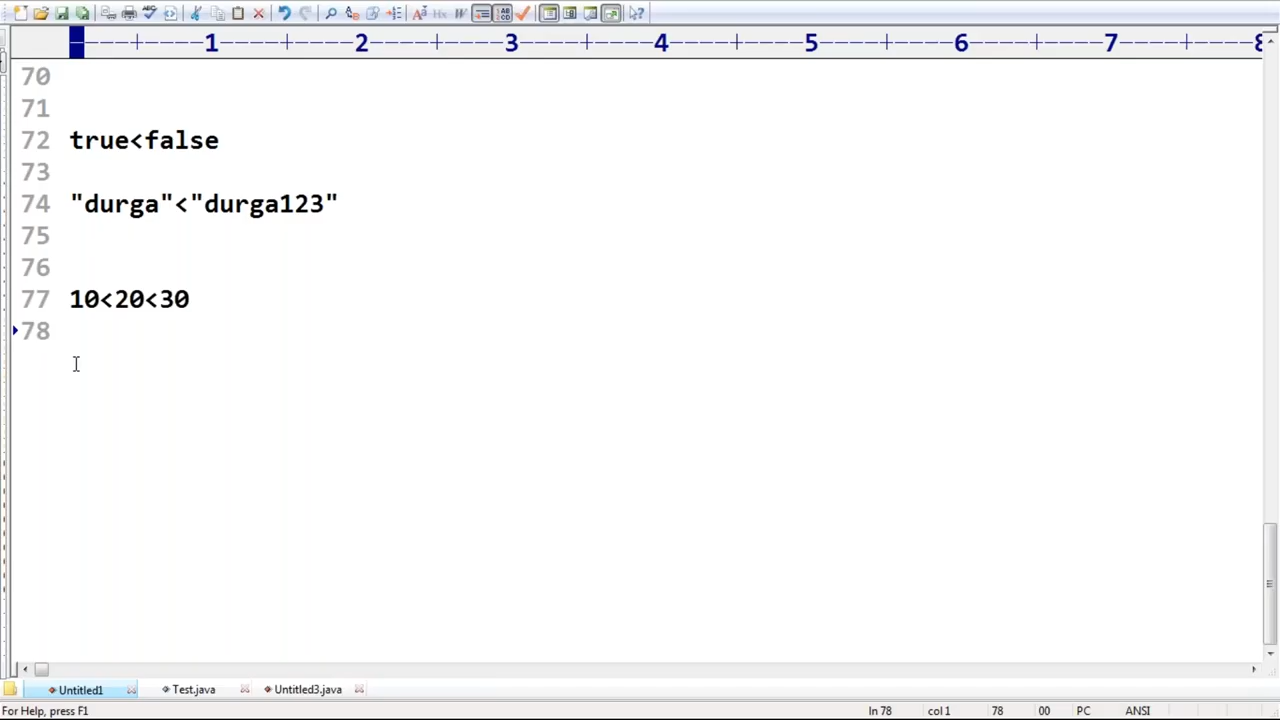 1 2 3 4 5 6 7 8
70
71
72 true<false
73
74 "durga"<"durga123"
75
76
77 10<20<30
78
Untitled1 Test.java Untitled3.java
For Help, press F1 ln 78 col 1 78 00 PC ANSI